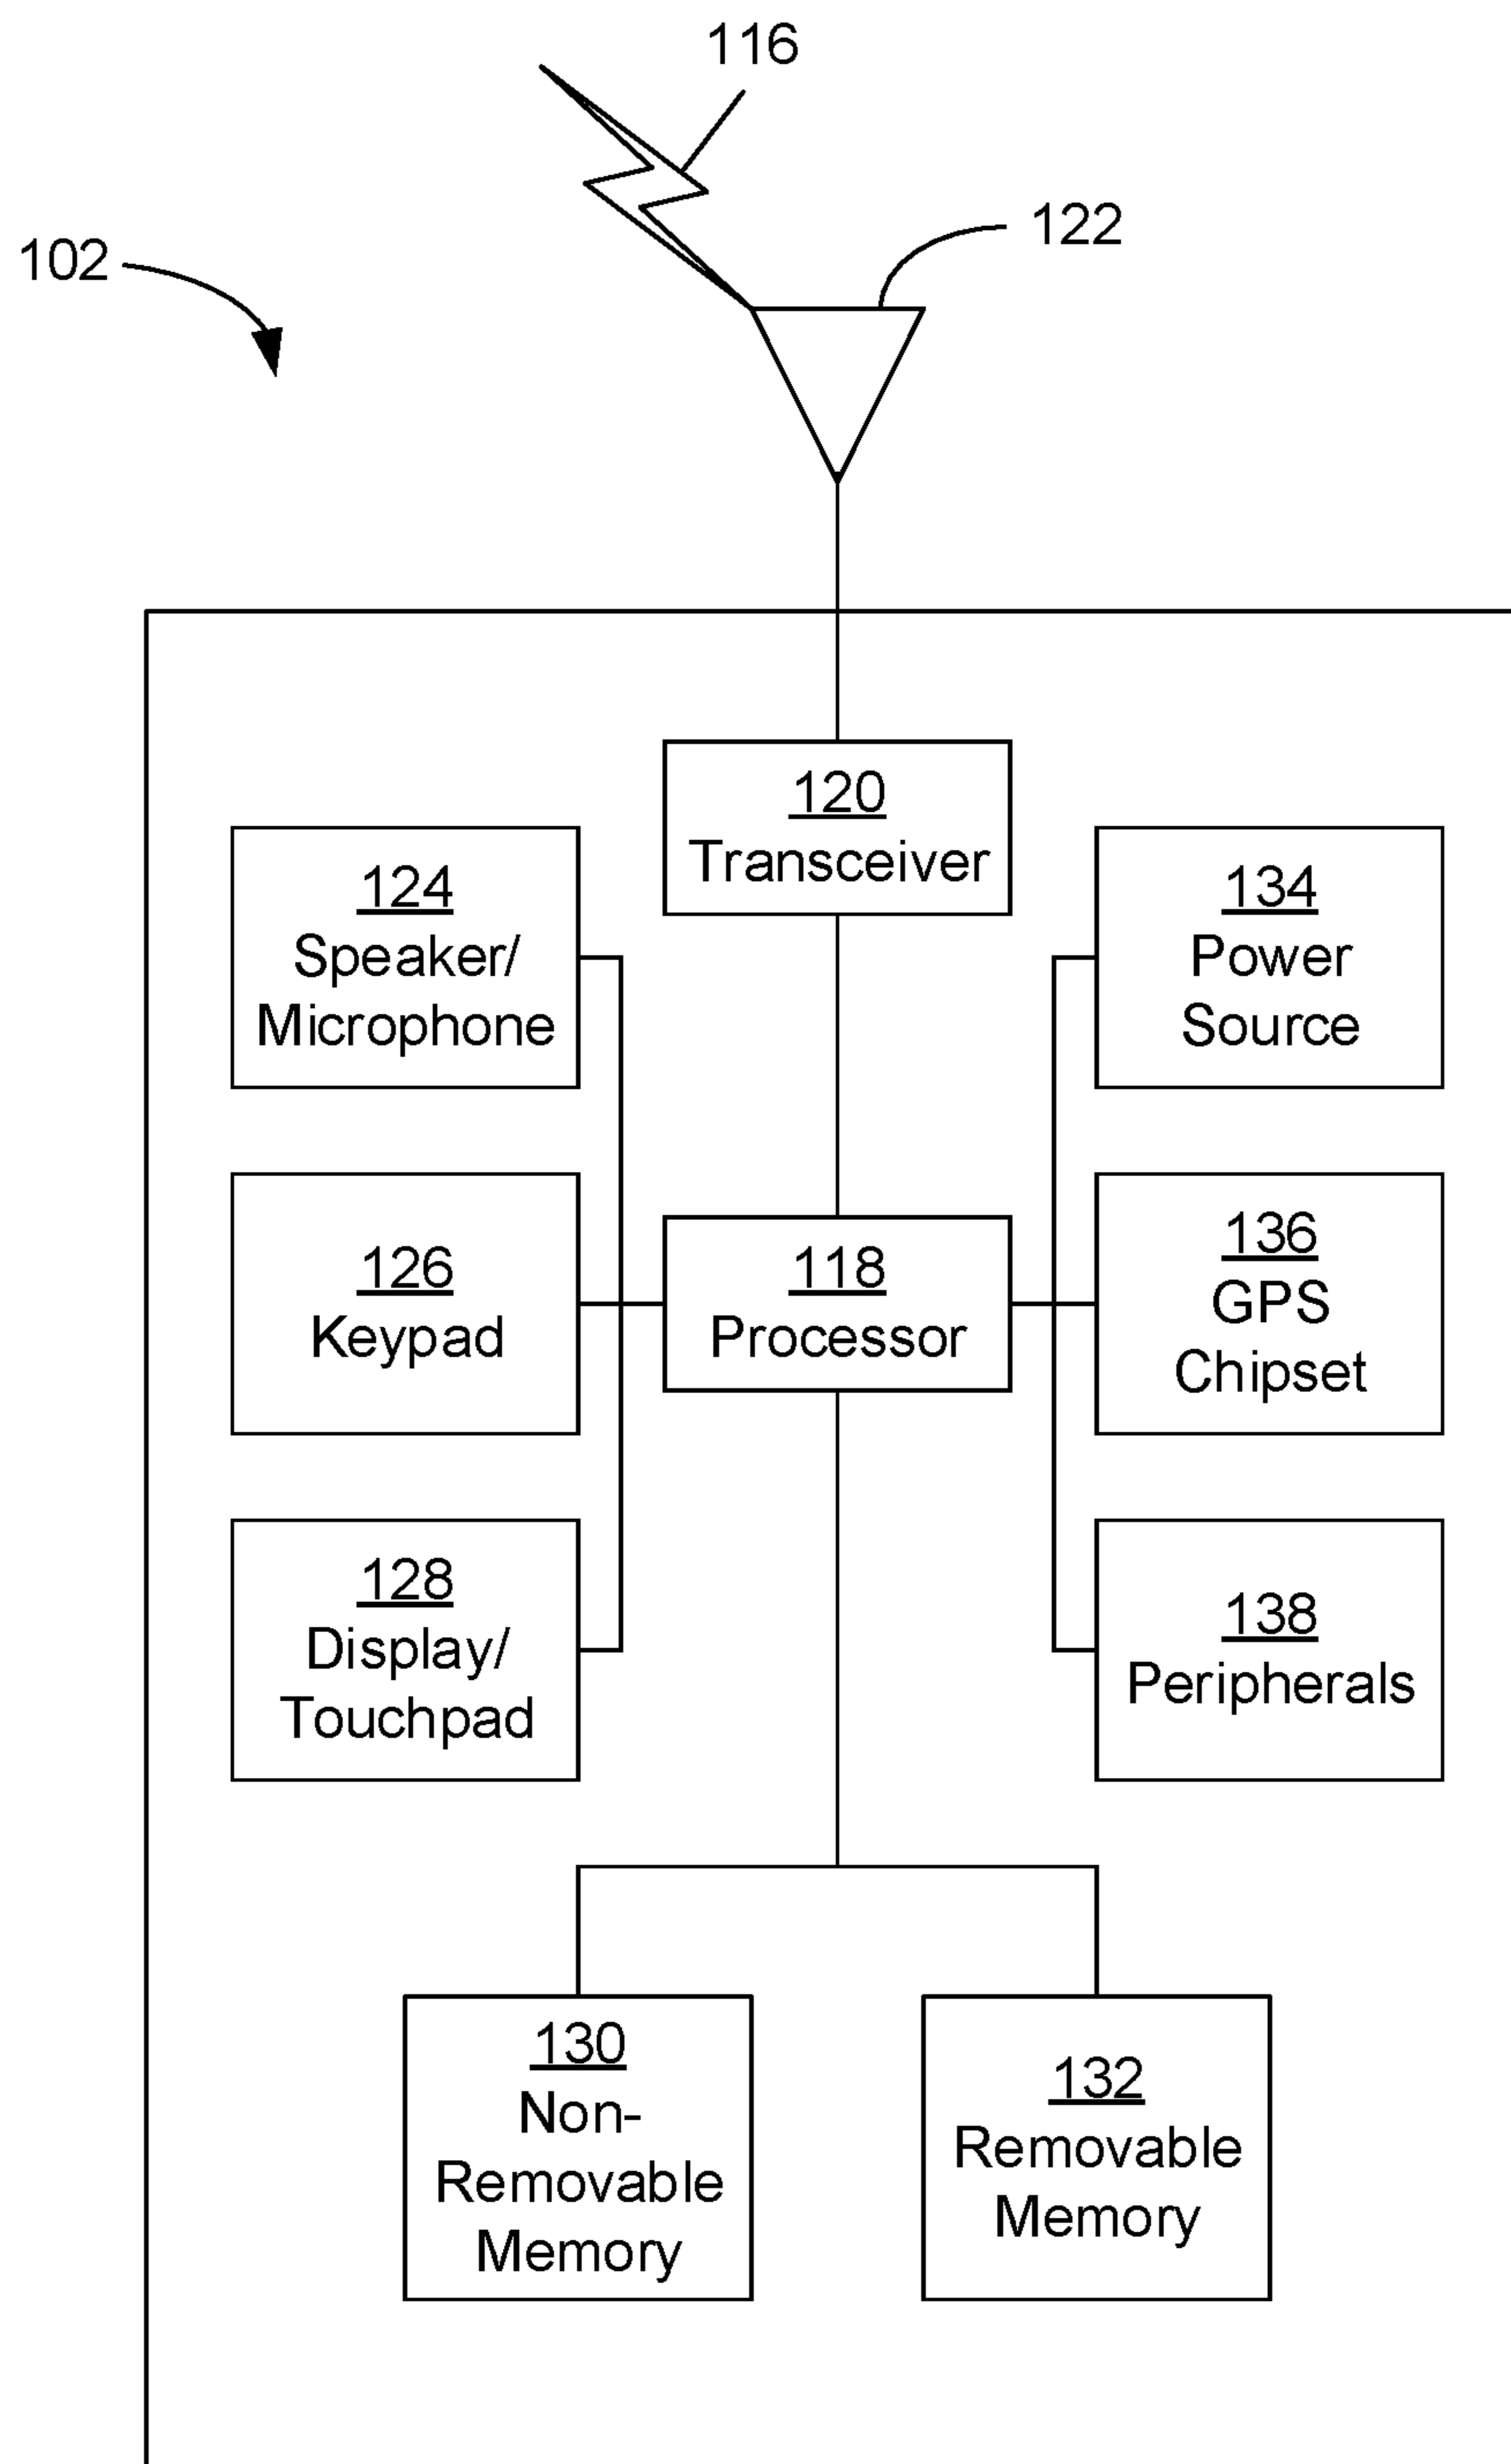 116
122
102
120
Transceiver
124
Speaker/
Microphone
134
Power
Source
126
Keypad
118
Processor
136
GPS
Chipset
128
Display/
Touchpad
138
Peripherals
130
Non-
Removable
Memory
132
Removable
Memory